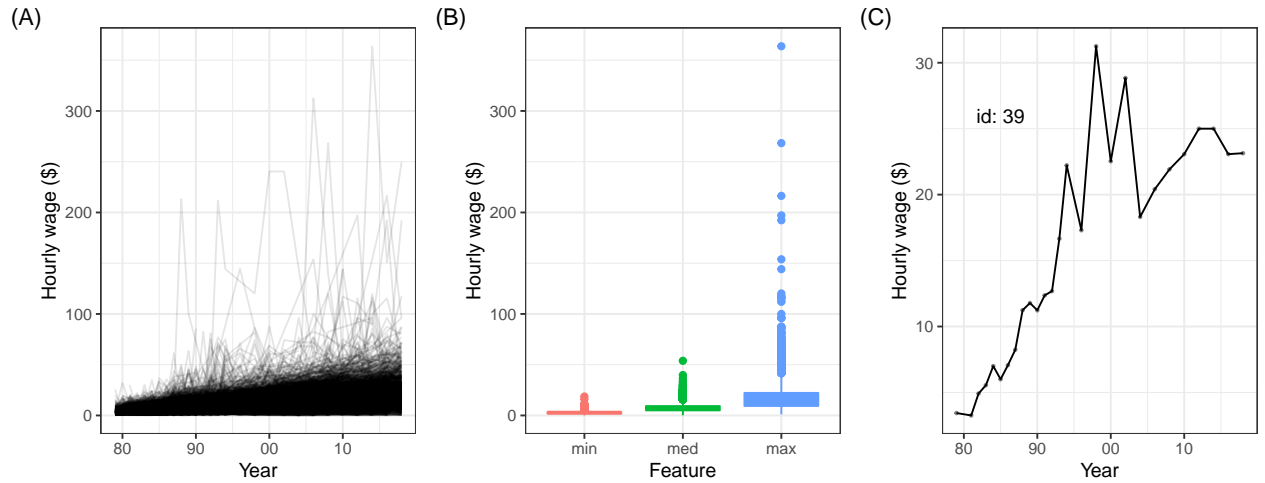 (A)
Hourly wage ($)
300
200
100
0
80 90 00 10
Year
(B)
Hourly wage ($)
300
200
100
0
min med max
Feature
(C)
Hourly wage ($)
30
20
10
id: 39
80 90 00 10
Year